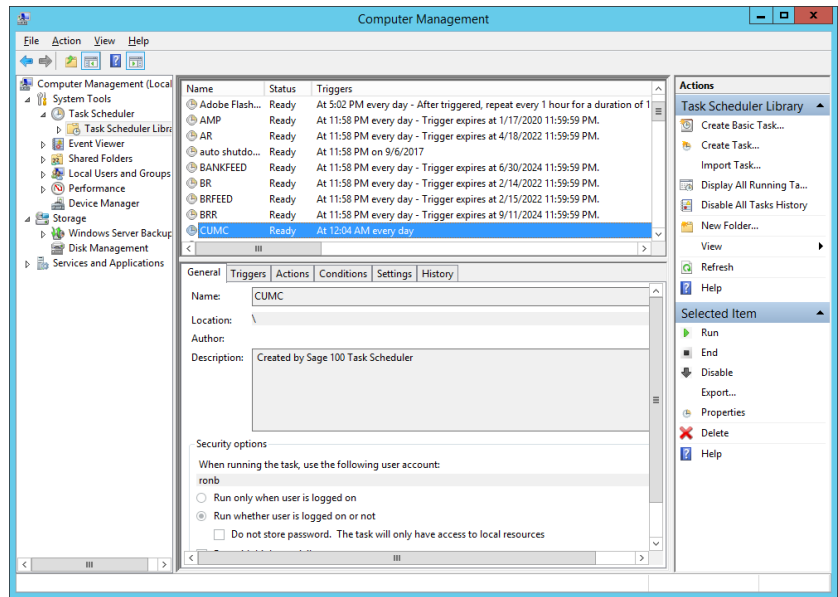 Computer Management
File Action View Help
Computer Management (Local
System Tools
Task Scheduler
Task Scheduler Libra
Event Viewer
Shared Folders
Local Users and Groups
Performance
Device Manager
Storage
Windows Server Backup
Disk Management
Services and Applications
Name Status Triggers
Adobe Flash... Ready At 5:02 PM every day - After triggered, repeat every 1 hour for a duration of 1
AMP Ready At 11:58 PM every day - Trigger expires at 1/17/2020 11:59:59 PM.
AR Ready At 11:58 PM every day - Trigger expires at 4/18/2022 11:59:59 PM.
auto shutdo... Ready At 11:58 PM on 9/6/2017
BANKFEED Ready At 11:58 PM every day - Trigger expires at 6/30/2024 11:59:59 PM.
BR Ready At 11:58 PM every day - Trigger expires at 2/14/2022 11:59:59 PM.
BRFEED Ready At 11:58 PM every day - Trigger expires at 2/15/2022 11:59:59 PM.
BRR Ready At 11:58 PM every day - Trigger expires at 9/11/2024 11:59:59 PM.
CUMC Ready At 12:04 AM every day
General Triggers Actions Conditions Settings History
Name: CUMC
Location: \
Author:
Description: Created by Sage 100 Task Scheduler
Security options
When running the task, use the following user account:
ronb
Run only when user is logged on
Run whether user is logged on or not
Do not store password. The task will only have access to local resources
Actions
Task Scheduler Library
Create Basic Task...
Create Task...
Import Task...
Display All Running Ta...
Disable All Tasks History
New Folder...
View
Refresh
Help
Selected Item
Run
End
Disable
Export...
Properties
Delete
Help